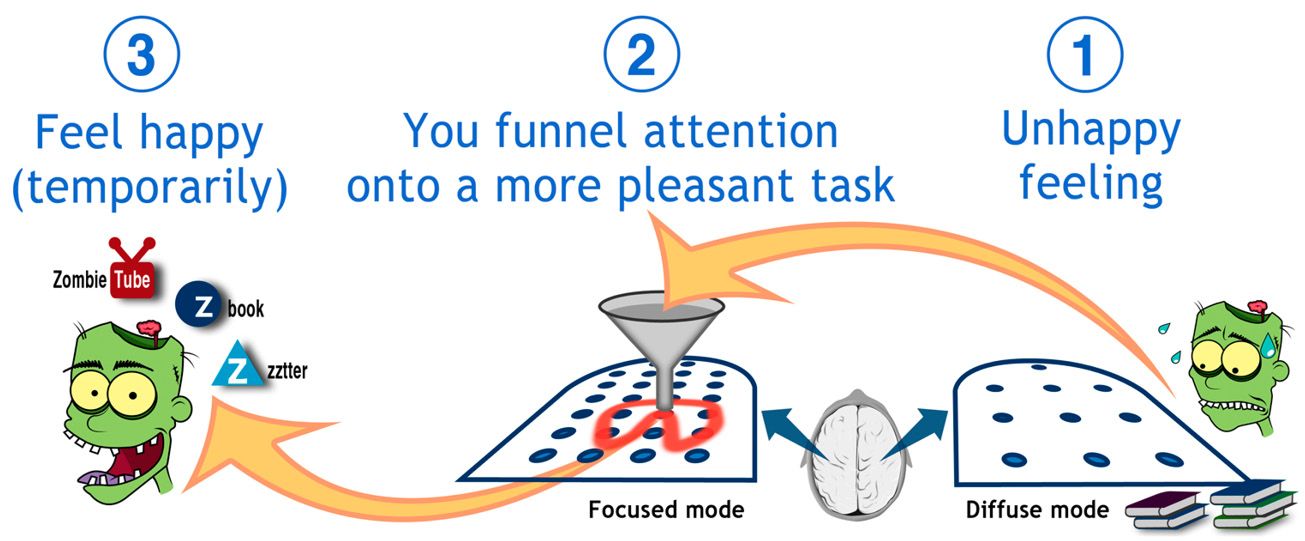 3
Feel happy
(temporarily)
2
You funnel attention
onto a more pleasant task
1
Unhappy
feeling
Zombie Tube
Z book
Z zztter
Focused mode
Diffuse mode